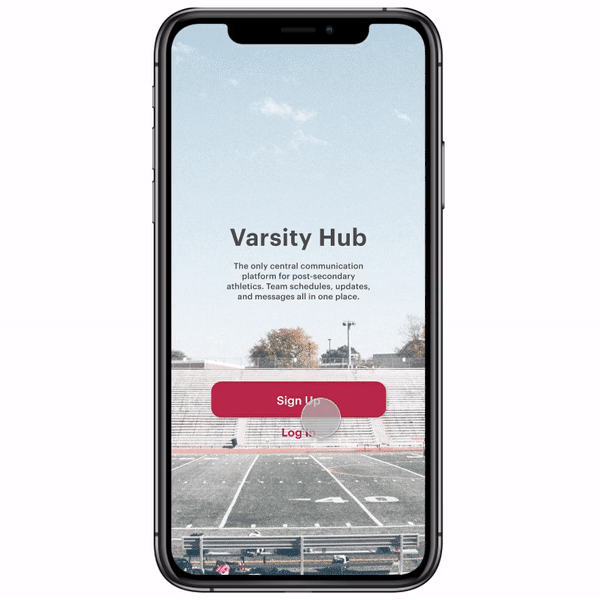 Varsity Hub
The only central communication
platform for post-secondary
athletics. Team schedules, updates,
and messages all in one place.
Sign Up
Log In
40